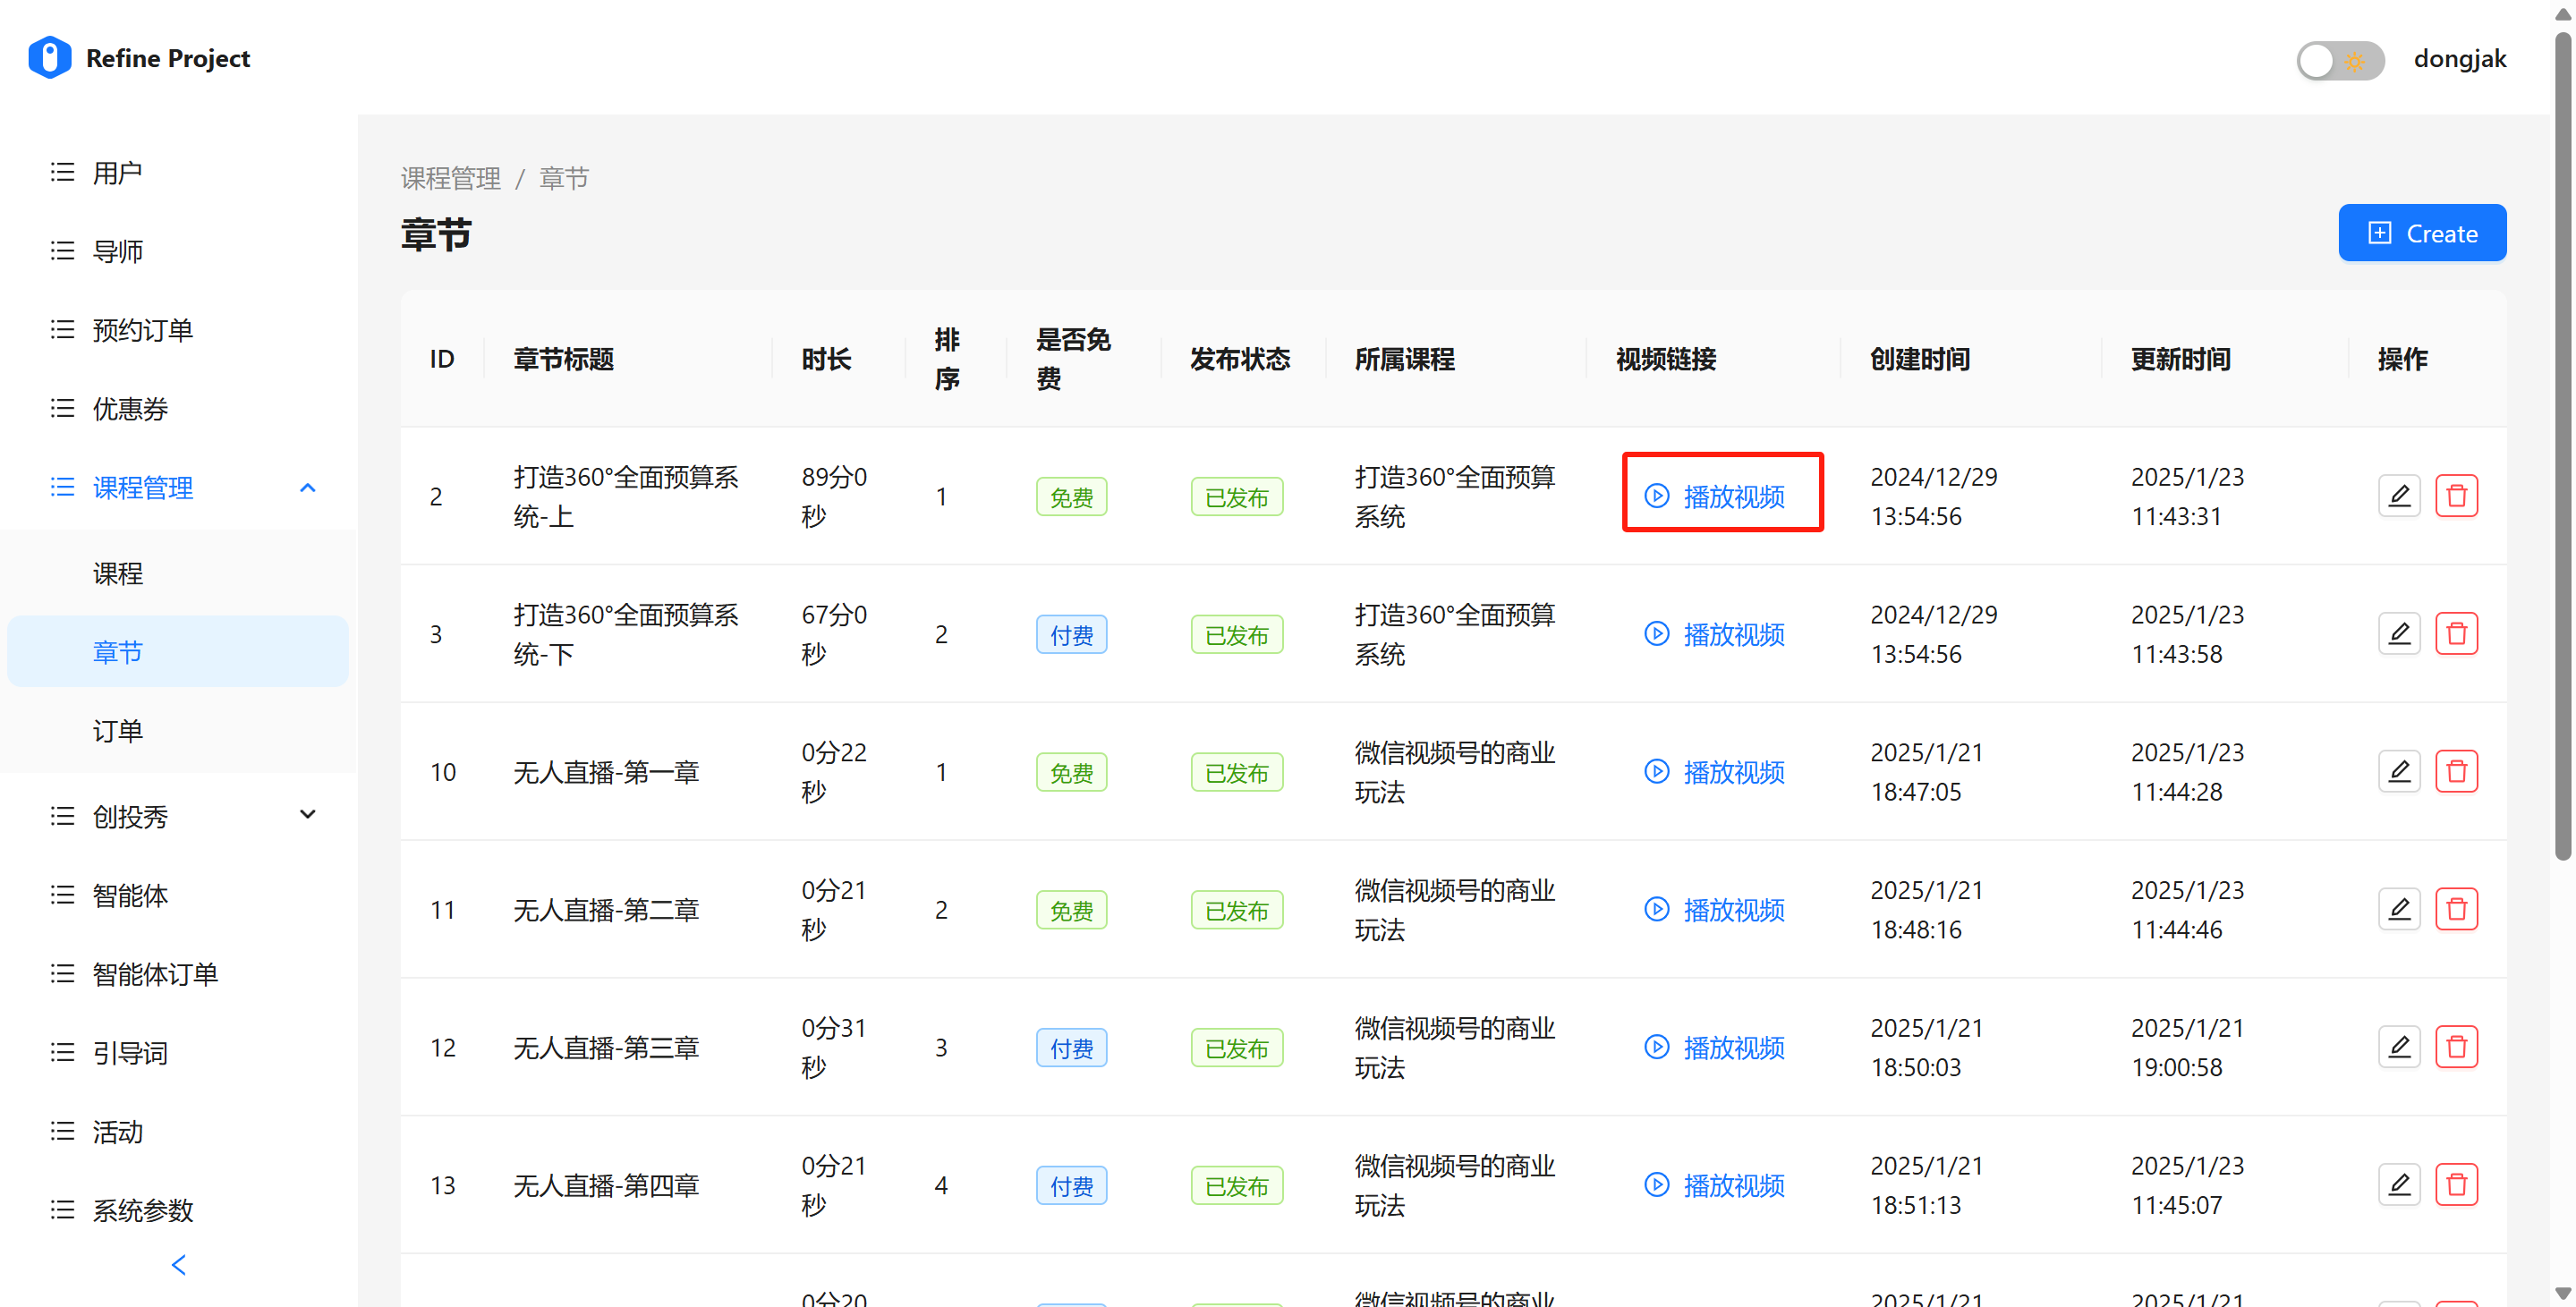 Refine Project
dongjak
用户
导师
预约订单
优惠券
课程管理
课程
章节
订单
创投秀
智能体
智能体订单
引导词
活动
系统参数
课程管理 / 章节
章节
Create
ID 章节标题 时长 排序 是否免费 发布状态 所属课程 视频链接 创建时间 更新时间 操作
2 打造360°全面预算系统-上 89分0秒 1 免费 已发布 打造360°全面预算系统 播放视频 2024/12/29 13:54:56 2025/1/23 11:43:31
3 打造360°全面预算系统-下 67分0秒 2 付费 已发布 打造360°全面预算系统 播放视频 2024/12/29 13:54:56 2025/1/23 11:43:58
10 无人直播-第一章 0分22秒 1 免费 已发布 微信视频号的商业玩法 播放视频 2025/1/21 18:47:05 2025/1/23 11:44:28
11 无人直播-第二章 0分21秒 2 免费 已发布 微信视频号的商业玩法 播放视频 2025/1/21 18:48:16 2025/1/23 11:44:46
12 无人直播-第三章 0分31秒 3 付费 已发布 微信视频号的商业玩法 播放视频 2025/1/21 18:50:03 2025/1/21 19:00:58
13 无人直播-第四章 0分21秒 4 付费 已发布 微信视频号的商业玩法 播放视频 2025/1/21 18:51:13 2025/1/23 11:45:07
0分20 微信视频号的商业 2025/1/21 2025/1/21